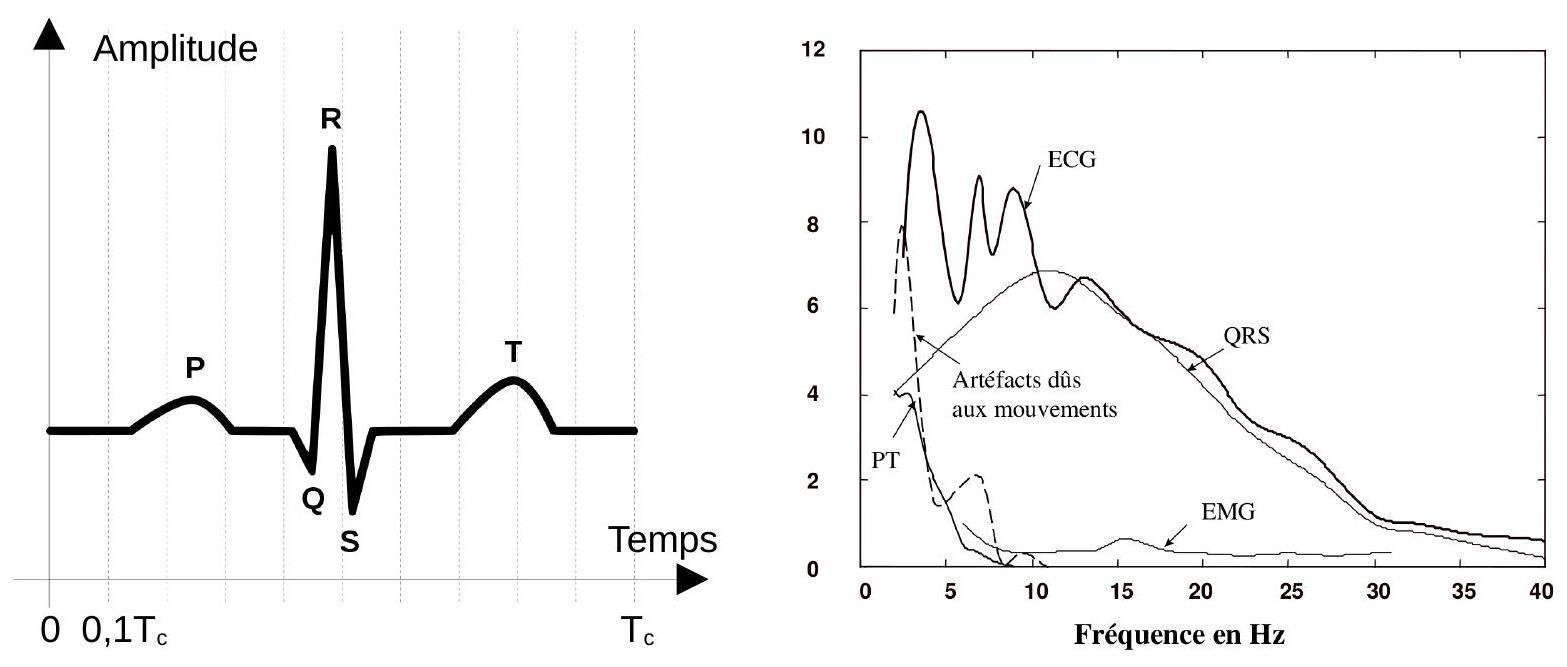 Amplitude
R
P
T
Q
S
Temps
0 0,1Tc Tc
12
10
8
6
4
2
0
ECG
QRS
Artéfacts dûs
aux mouvements
PT
EMG
0 5 10 15 20 25 30 35 40
Fréquence en Hz